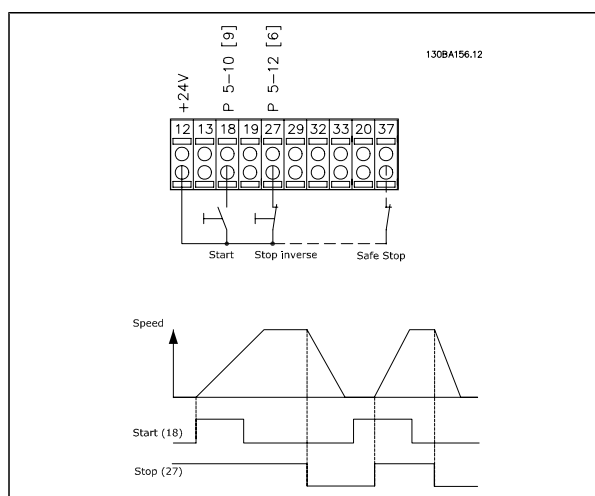 130BA156.12
+24V
P 5-10 [9]
P 5-12 [6]
12 13 18 19 27 29 32 33 20 37
Start Stop inverse Safe Stop
Speed
Start (18)
Stop (27)